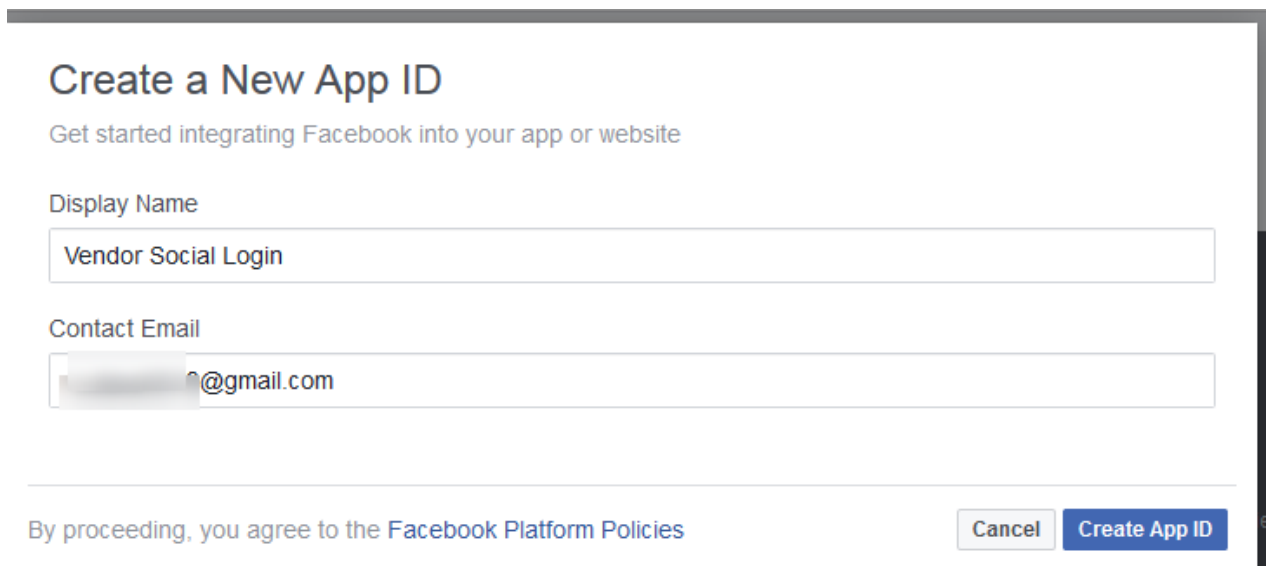 Create a New App ID
Get started integrating Facebook into your app or website
Display Name
Vendor Social Login
Contact Email
@gmail.com
By proceeding, you agree to the Facebook Platform Policies
Cancel
Create App ID